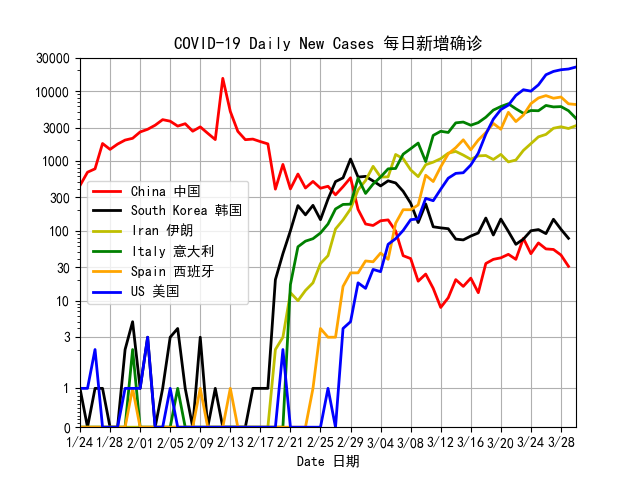 COVID-19 Daily New Cases 每日新增确诊
30000
10000
3000
1000
300
100
30
10
3
1
0
China 中国
South Korea 韩国
Iran 伊朗
Italy 意大利
Spain 西班牙
US 美国
1/24 1/28 2/01 2/05 2/09 2/13 2/17 2/21 2/25 2/29 3/04 3/08 3/12 3/16 3/20 3/24 3/28
Date 日期